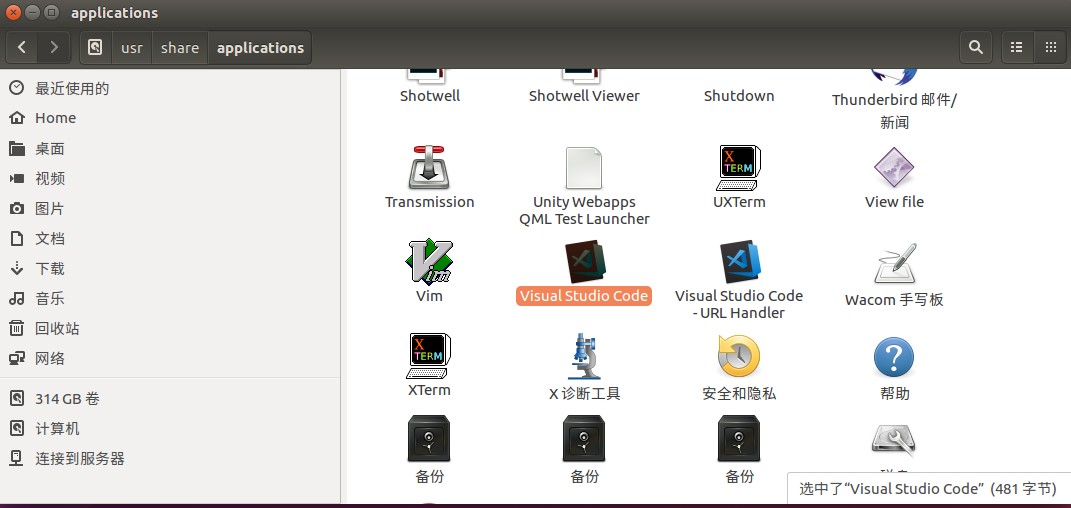 applications
usr
share
applications
最近使用的
Home
桌面
视频
图片
文档
下载
音乐
回收站
网络
314 GB 卷
计算机
连接到服务器
Shotwell
Shotwell Viewer
Shutdown
Thunderbird 邮件/
新闻
Transmission
Unity Webapps
QML Test Launcher
UXTerm
View file
Vim
Visual Studio Code
Visual Studio Code
- URL Handler
Wacom 手写板
XTerm
X 诊断工具
安全和隐私
帮助
备份
备份
备份
选中了“Visual Studio Code” (481 字节)